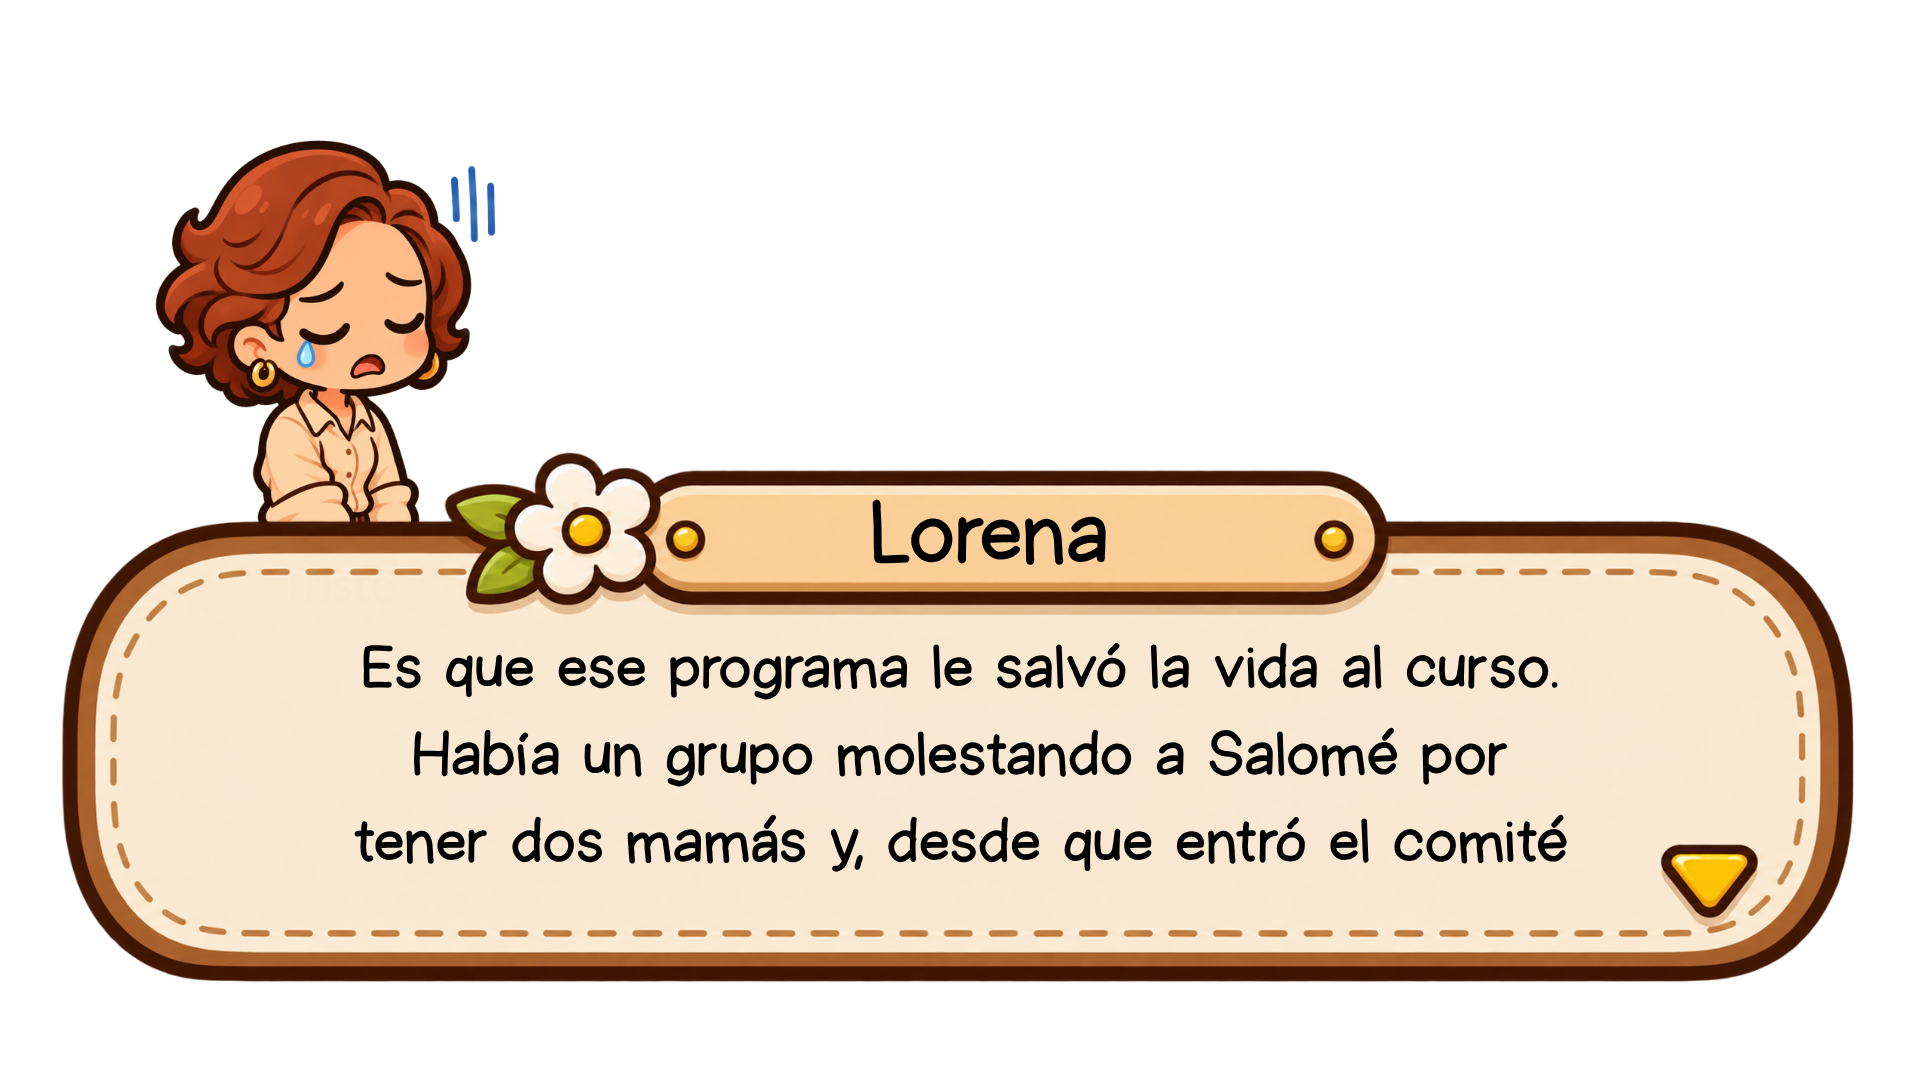 Lorena
Es que ese programa le salvó la vida al curso.
Había un grupo molestando a Salomé por
tener dos mamás y, desde que entró el comité